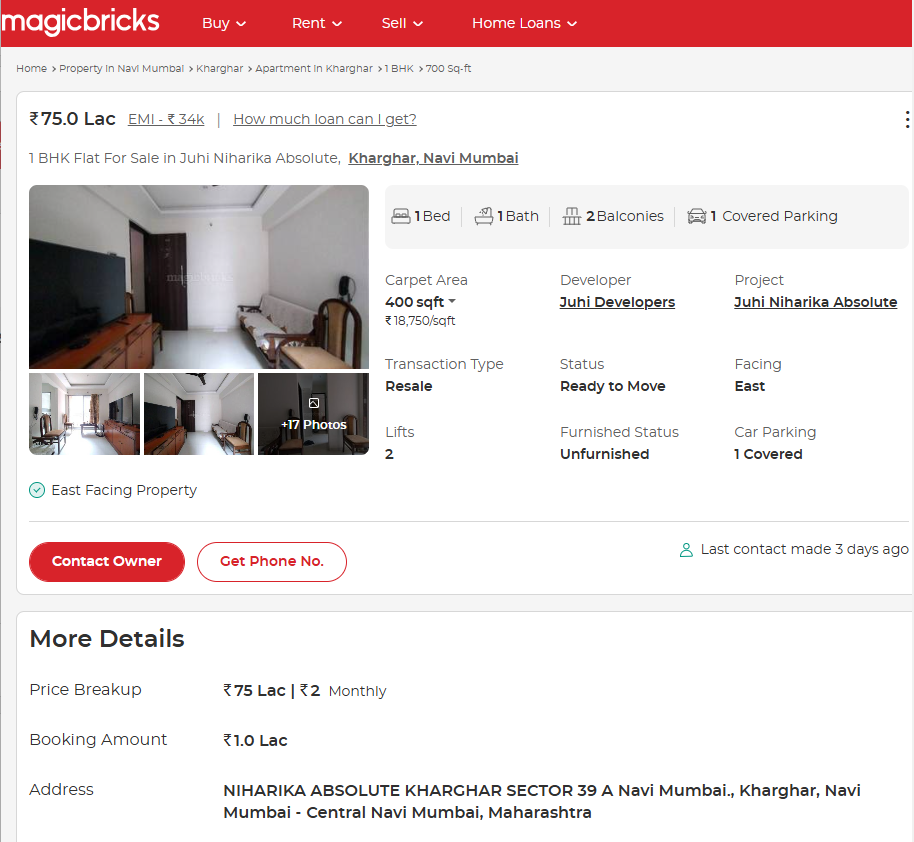 magicbricks
Buy Rent Sell Home Loans
Home > Property in Navi Mumbai > Kharghar > Apartment in Kharghar > 1 BHK > 700 Sq-ft
₹75.0 Lac EMI - ₹ 34k | How much loan can I get?
1 BHK Flat For Sale in Juhi Niharika Absolute, Kharghar, Navi Mumbai
magicbricks
+17 Photos
1 Bed 1 Bath 2 Balconies 1 Covered Parking
Carpet Area Developer Project
400 sqft Juhi Developers Juhi Niharika Absolute
₹18,750/sqft
Transaction Type Status Facing
Resale Ready to Move East
Lifts Furnished Status Car Parking
2 Unfurnished 1 Covered
East Facing Property
Contact Owner Get Phone No. Last contact made 3 days ago
More Details
Price Breakup ₹75 Lac | ₹2 Monthly
Booking Amount ₹1.0 Lac
Address NIHARIKA ABSOLUTE KHARGHAR SECTOR 39 A Navi Mumbai., Kharghar, Navi
Mumbai - Central Navi Mumbai, Maharashtra